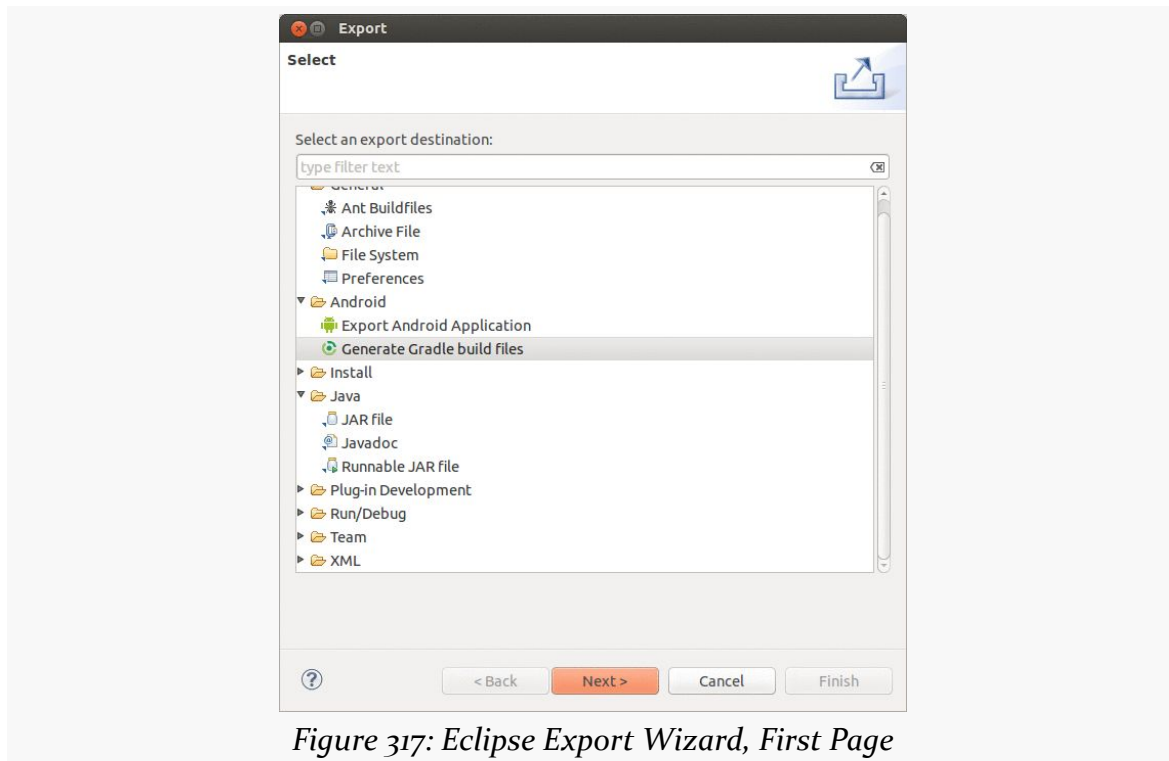 Export
Select
Select an export destination:
type filter text
General
Ant Buildfiles
Archive File
File System
Preferences
Android
Export Android Application
Generate Gradle build files
Install
Java
JAR file
Javadoc
Runnable JAR file
Plug-in Development
Run/Debug
Team
XML
< Back
Next >
Cancel
Finish
Figure 317: Eclipse Export Wizard, First Page